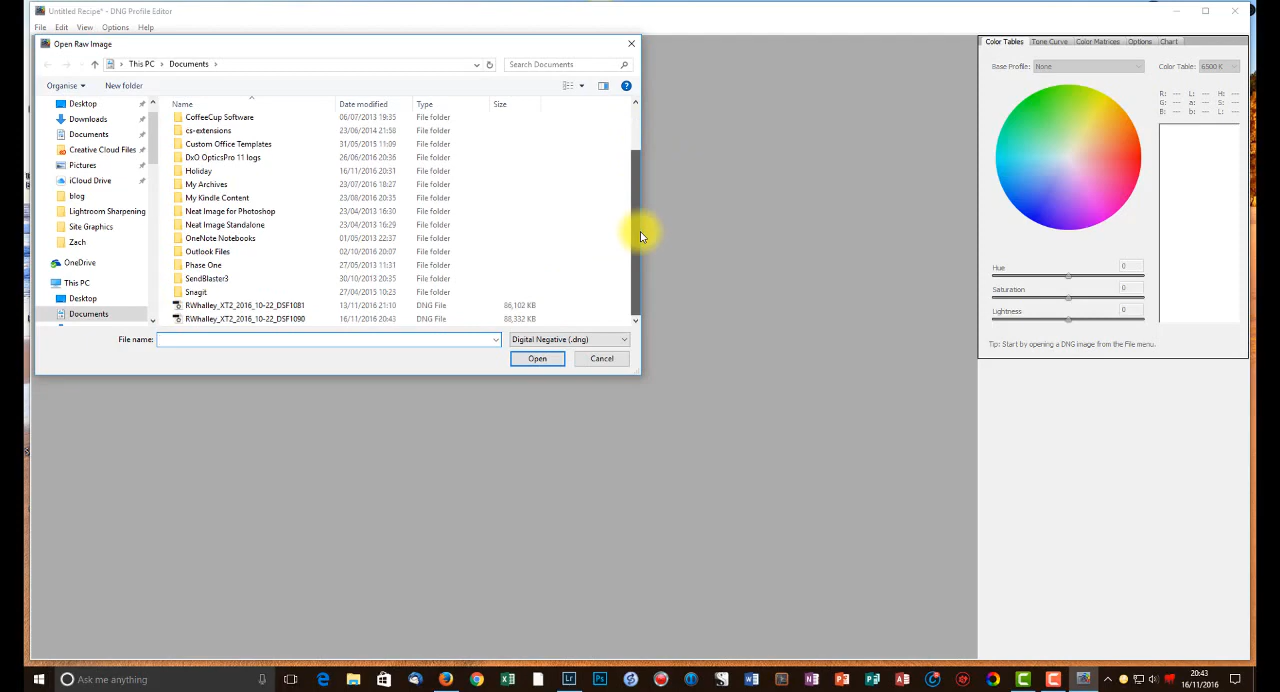 Untitled Recipe* - DNG Profile Editor
File Edit View Options Help
Open Raw Image
This PC > Documents >
Search Documents
Organise New folder
Desktop
Downloads
Documents
Creative Cloud Files
Pictures
iCloud Drive
blog
Lightroom Sharpening
Site Graphics
Zach
OneDrive
This PC
Desktop
Documents
Name Date modified Type Size
CoffeeCup Software 06/07/2013 19:35 File folder
cs-extensions 23/06/2014 21:58 File folder
Custom Office Templates 31/05/2015 11:09 File folder
DxO OpticsPro 11 logs 26/06/2016 20:36 File folder
Holiday 16/11/2016 20:31 File folder
My Archives 23/07/2016 18:27 File folder
My Kindle Content 23/08/2016 20:35 File folder
Neat Image for Photoshop 23/04/2013 16:30 File folder
Neat Image Standalone 23/04/2013 16:29 File folder
OneNote Notebooks 01/05/2013 22:37 File folder
Outlook Files 02/10/2016 20:07 File folder
Phase One 27/05/2013 11:31 File folder
SendBlaster3 30/10/2013 20:35 File folder
Snagit 27/04/2015 10:23 File folder
RWhalley_XT2_2016_10-22_DSF1081 13/11/2016 21:10 DNG File 86,102 KB
RWhalley_XT2_2016_10-22_DSF1090 16/11/2016 20:43 DNG File 88,332 KB
File name:
Digital Negative (.dng)
Open Cancel
Color Tables Tone Curve Color Matrices Options Chart
Base Profile: None Color Table: 6500 K
R: --- L: --- H: ---
G: --- a: --- S: ---
B: --- b: --- L: ---
Hue 0
Saturation 0
Lightness 0
Tip: Start by opening a DNG image from the File menu.
Ask me anything
20:43
16/11/2016